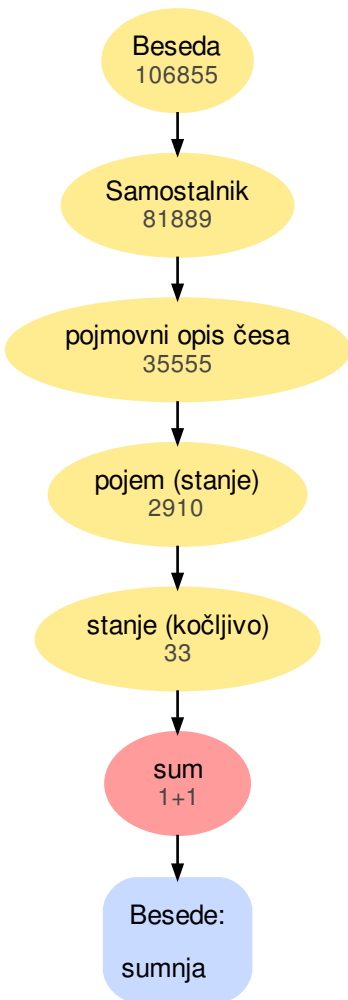 Beseda
106855
Samostalnik
81889
pojmovni opis česa
35555
pojem (stanje)
2910
stanje (kočljivo)
33
sum
1+1
Besede:
sumnja